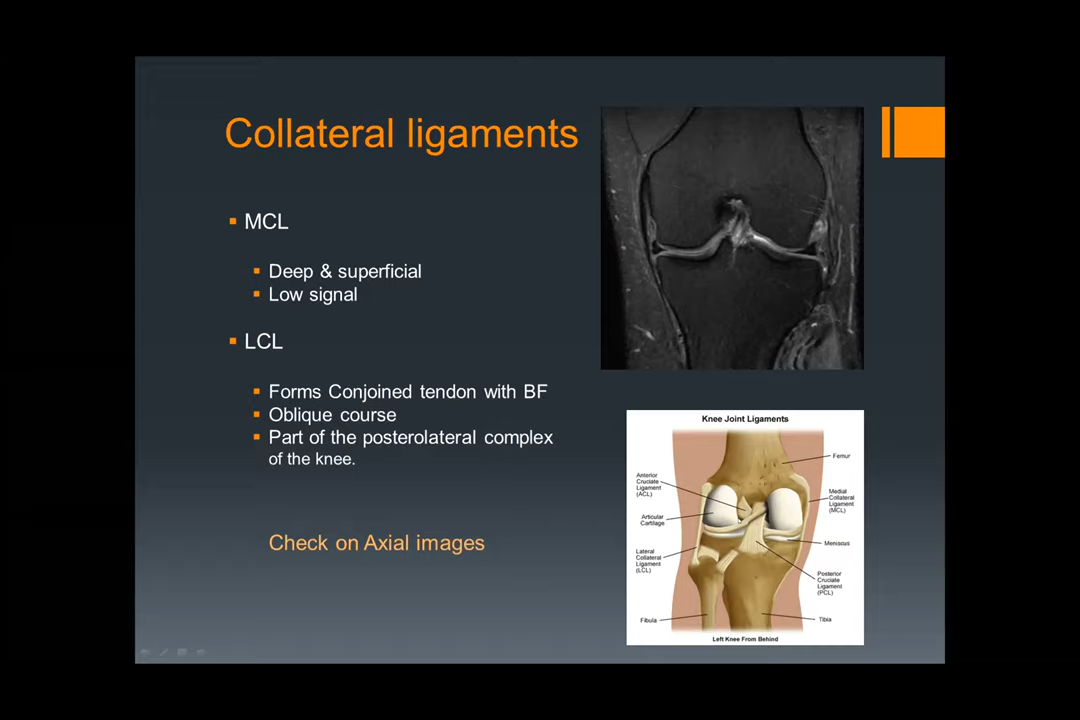 Collateral ligaments
MCL
Deep & superficial
Low signal
LCL
Forms Conjoined tendon with BF
Oblique course
Part of the posterolateral complex
of the knee.
Check on Axial images
Knee Joint Ligaments
Femur
Anterior
Cruciate
Ligament
(ACL)
Medial
Collateral
Ligament
(MCL)
Articular
Cartilage
Meniscus
Lateral
Collateral
Ligament
(LCL)
Posterior
Cruciate
Ligament
(PCL)
Fibula
Tibia
Left Knee From Behind